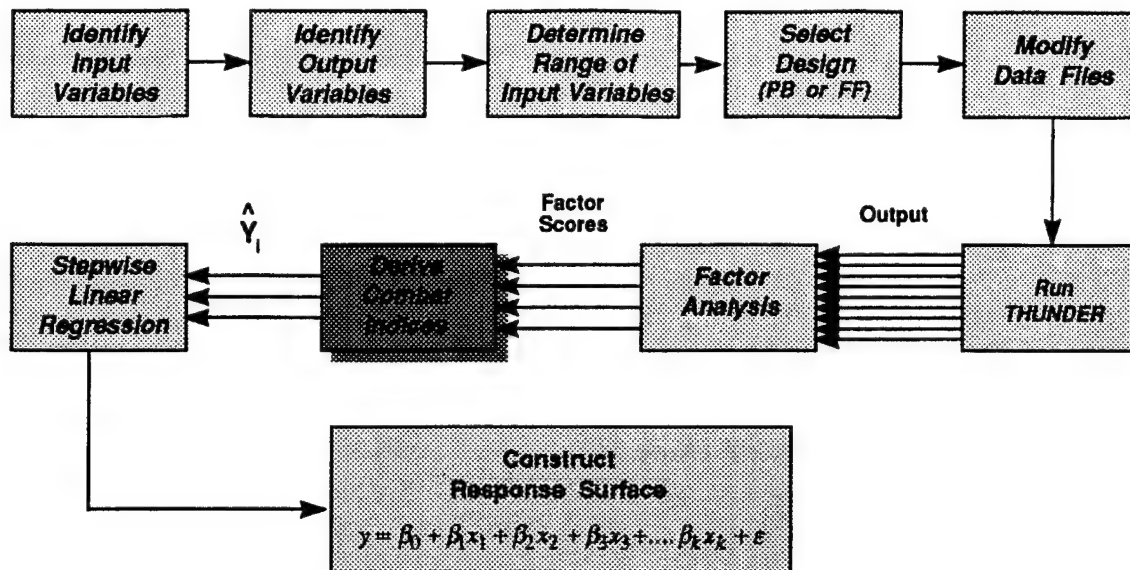 Identify
Input
Variables
Identify
Output
Variables
Determine
Range of
Input Variables
Select
Design
(PB or FF)
Modify
Data Files
Run
THUNDER
Output
Factor
Analysis
Factor
Scores
Derive
Combat
Indices
Ŷi
Stepwise
Linear
Regression
Construct
Response Surface
y = β0 + β1x1 + β2x2 + β3x3 +.... βkxk + ε